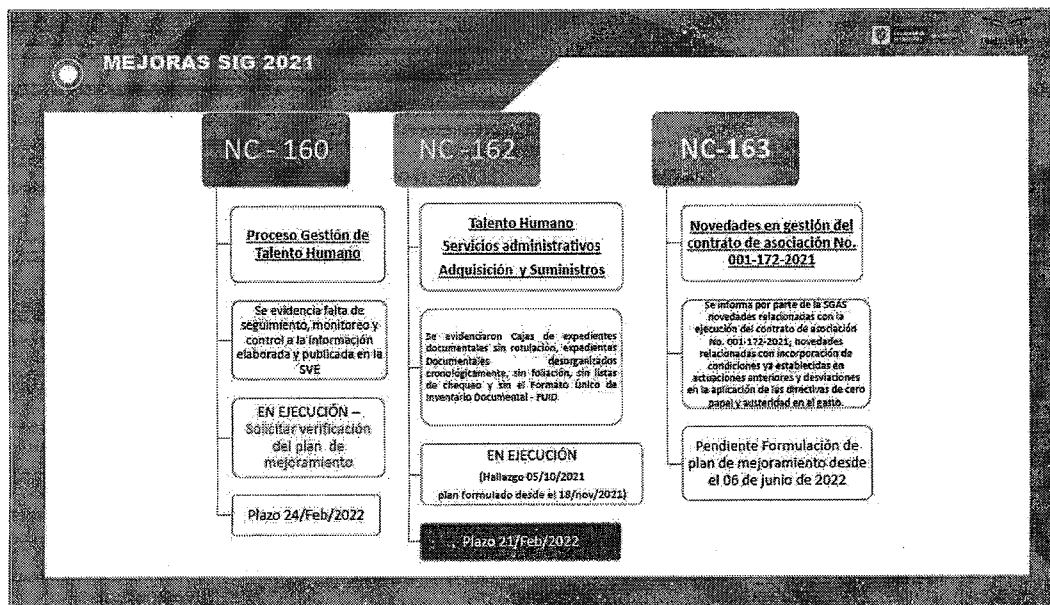 MEJORAS SIG 2021
NC - 160
Proceso Gestión de
Talento Humano
Se evidencia falta de
seguimiento, monitoreo y
control a la información
elaborada y publicada en la
SVE
EN EJECUCIÓN –
Solicitar verificación
del plan de
mejoramiento
Plazo 24/Feb/2022
NC -162
Talento Humano
Servicios administrativos
Adquisición y Suministros
Se evidenciaron Cajas de expedientes
documentales sin rotulación, expedientes
Documentales desorganizados
cronológicamente, sin foliación, sin listas
de chequeo y sin el Formato Único de
Inventario Documental - FUID.
EN EJECUCIÓN
(Hallazgo 05/10/2021
plan formulado desde el 18/nov/2021)
Plazo 21/Feb/2022
NC-163
Novedades en gestión del
contrato de asociación No.
001-172-2021
Se informa por parte de la SGAS
novedades relacionadas con la
ejecución del contrato de asociación
No. 001-172-2021; novedades
relacionadas con incorporación de
condiciones ya establecidas en
actuaciones anteriores y desviaciones
en la aplicación de las directivas de cero
papel y austeridad en el gasto.
Pendiente Formulación de
plan de mejoramiento desde
el 06 de junio de 2022